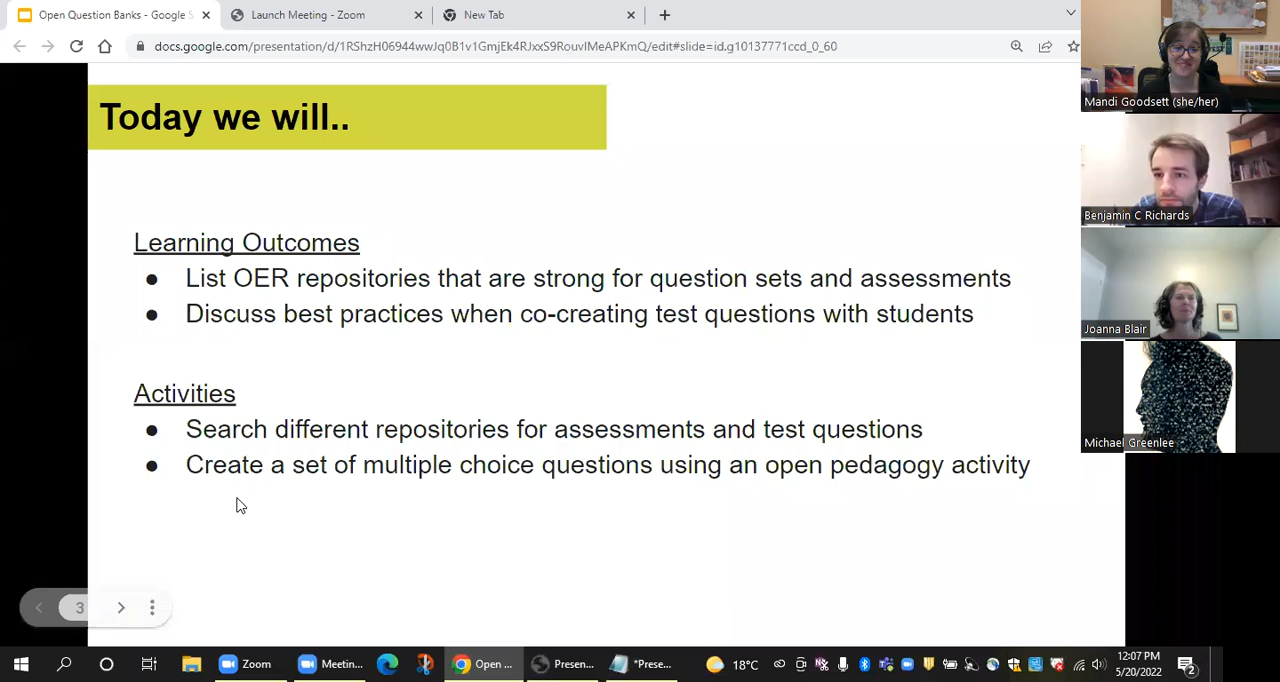 Open Question Banks - Google S
Launch Meeting - Zoom
New Tab
docs.google.com/presentation/d/1RShzH06944wwJq0B1v1GmjEk4RJxxS9RouvIMeAPKmQ/edit#slide=id.g10137771ccd_0_60
Today we will..
Learning Outcomes
● List OER repositories that are strong for question sets and assessments
● Discuss best practices when co-creating test questions with students
Activities
● Search different repositories for assessments and test questions
● Create a set of multiple choice questions using an open pedagogy activity
3
Mandi Goodsett (she/her)
Benjamin C Richards
Joanna Blair
Michael Greenlee
Zoom
Meetin...
Open ...
Presen...
*Prese...
18°C
12:07 PM
5/20/2022
2